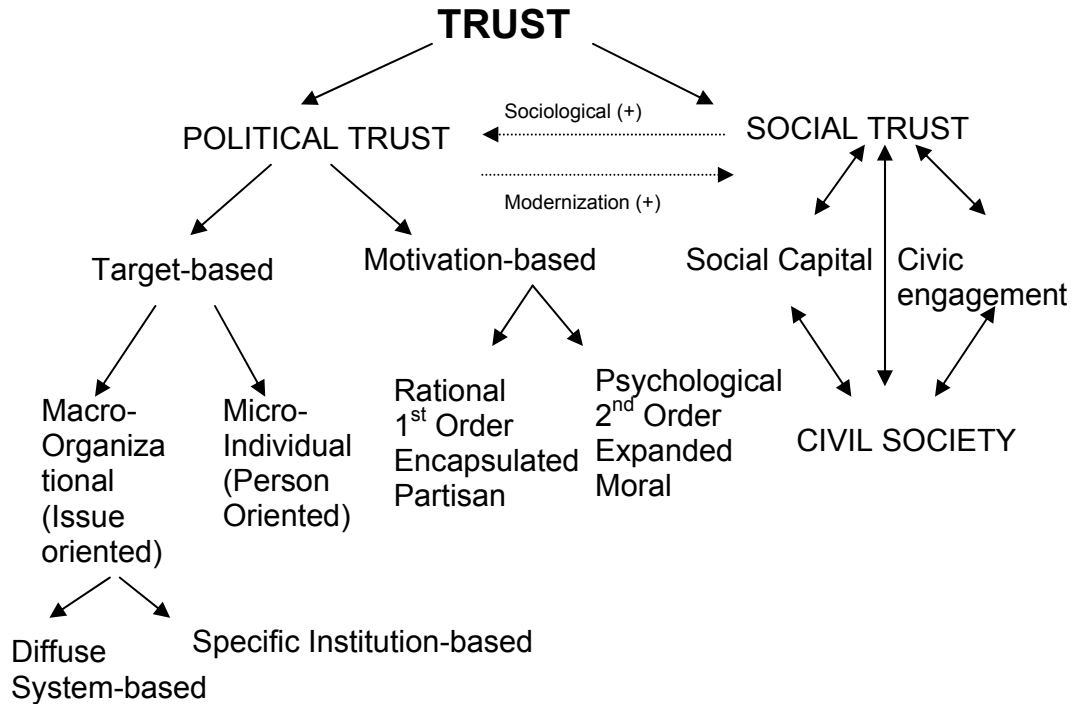 TRUST
Sociological (+)
POLITICAL TRUST
SOCIAL TRUST
Modernization (+)
Target-based
Motivation-based
Social Capital
Civic
engagement
Macro-
Organiza
tional
(Issue
oriented)
Micro-
Individual
(Person
Oriented)
Rational
1st Order
Encapsulated
Partisan
Psychological
2nd Order
Expanded
Moral
CIVIL SOCIETY
Diffuse
System-based
Specific Institution-based